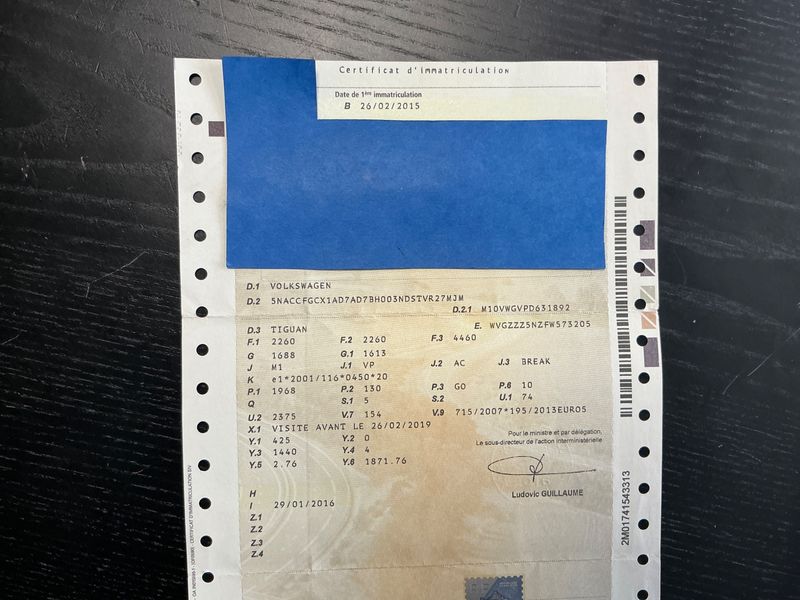 Certificat d'immatriculation
Date de 1ère immatriculation
B 26/02/2015
D.1 VOLKSWAGEN
D.2 5NACCFGCX1AD7AD7BH003NDSTVR27MJM
D.2.1 M10VWGVPD631892
D.3 TIGUAN E. WVGZZZ5NZFW573205
F.1 2260 F.2 2260 F.3 4460
G 1688 G.1 1613
J M1 J.1 VP J.2 AC J.3 BREAK
K e1*2001/116*0450*20
P.1 1968 P.2 130 P.3 GO P.6 10
Q S.1 5 S.2 U.1 74
U.2 2375 V.7 154 V.9 715/2007*195/2013EURO5
X.1 VISITE AVANT LE 26/02/2019
Y.1 425 Y.2 0
Y.3 1440 Y.4 4
Y.5 2.76 Y.6 1871.76
Pour le ministre et par délégation,
Le sous-directeur de l'action interministérielle
Ludovic GUILLAUME
H
I 29/01/2016
Z.1
Z.2
Z.3
Z.4
2M01741543313